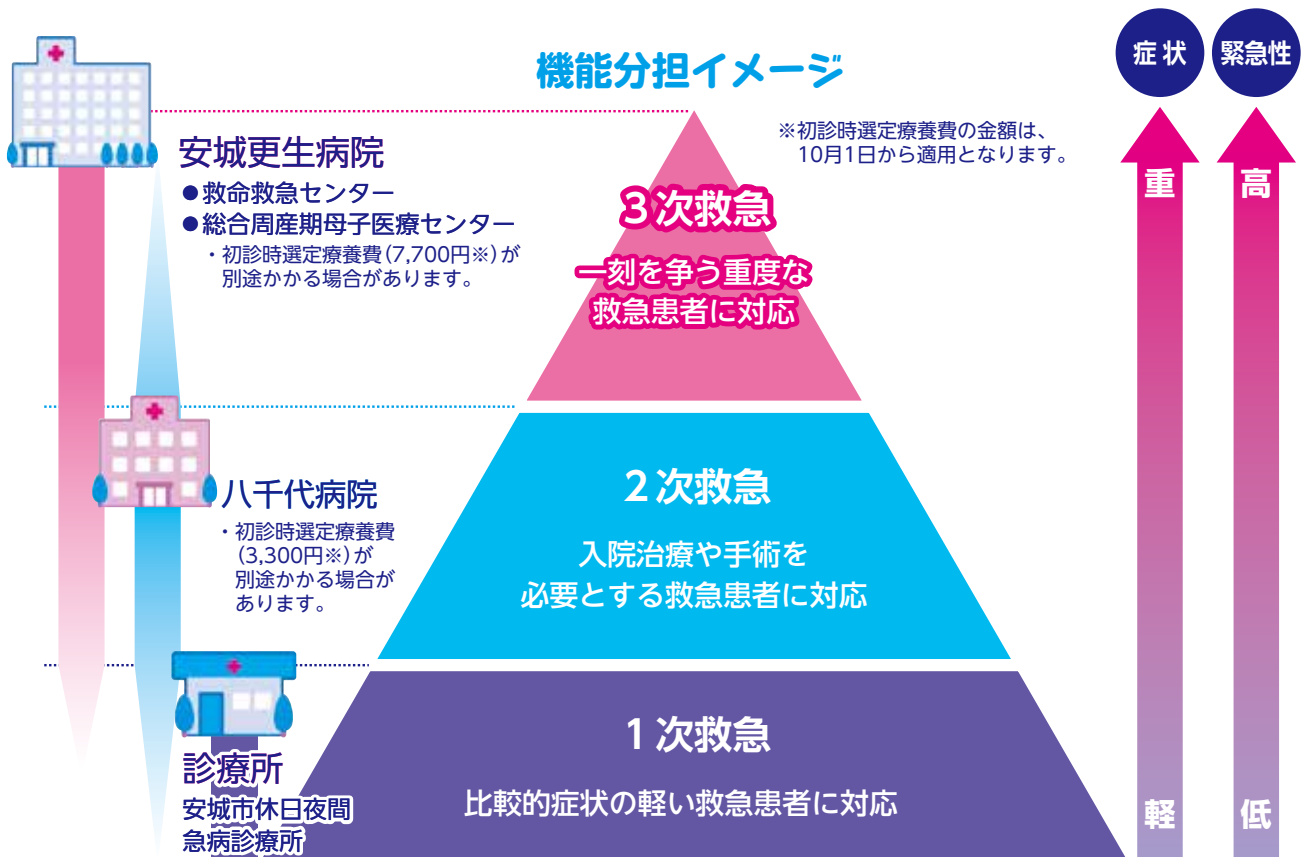 機能分担イメージ
症状
緊急性
※初診時選定療養費の金額は、
10月1日から適用となります。
安城更生病院
●救命救急センター
●総合周産期母子医療センター
・初診時選定療養費(7,700円※)が
別途かかる場合があります。
重
高
3次救急
一刻を争う重度な
救急患者に対応
八千代病院
・初診時選定療養費
(3,300円※)が
別途かかる場合が
あります。
2次救急
入院治療や手術を
必要とする救急患者に対応
診療所
安城市休日夜間
急病診療所
1次救急
比較的症状の軽い救急患者に対応
軽
低